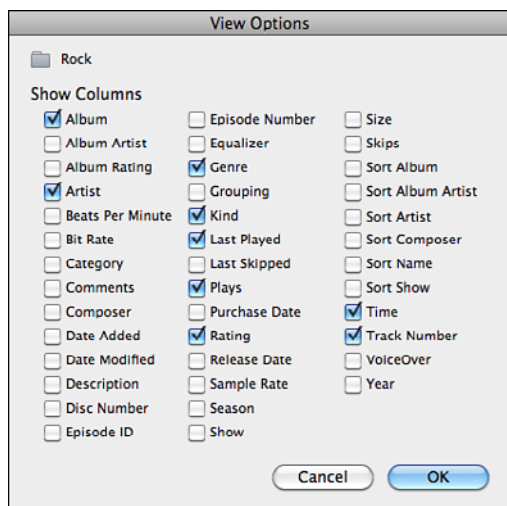 View Options
Rock
Show Columns
Album
Album Artist
Album Rating
Artist
Beats Per Minute
Bit Rate
Category
Comments
Composer
Date Added
Date Modified
Description
Disc Number
Episode ID
Episode Number
Equalizer
Genre
Grouping
Kind
Last Played
Last Skipped
Plays
Purchase Date
Rating
Release Date
Sample Rate
Season
Show
Size
Skips
Sort Album
Sort Album Artist
Sort Artist
Sort Composer
Sort Name
Sort Show
Time
Track Number
VoiceOver
Year
Cancel
OK